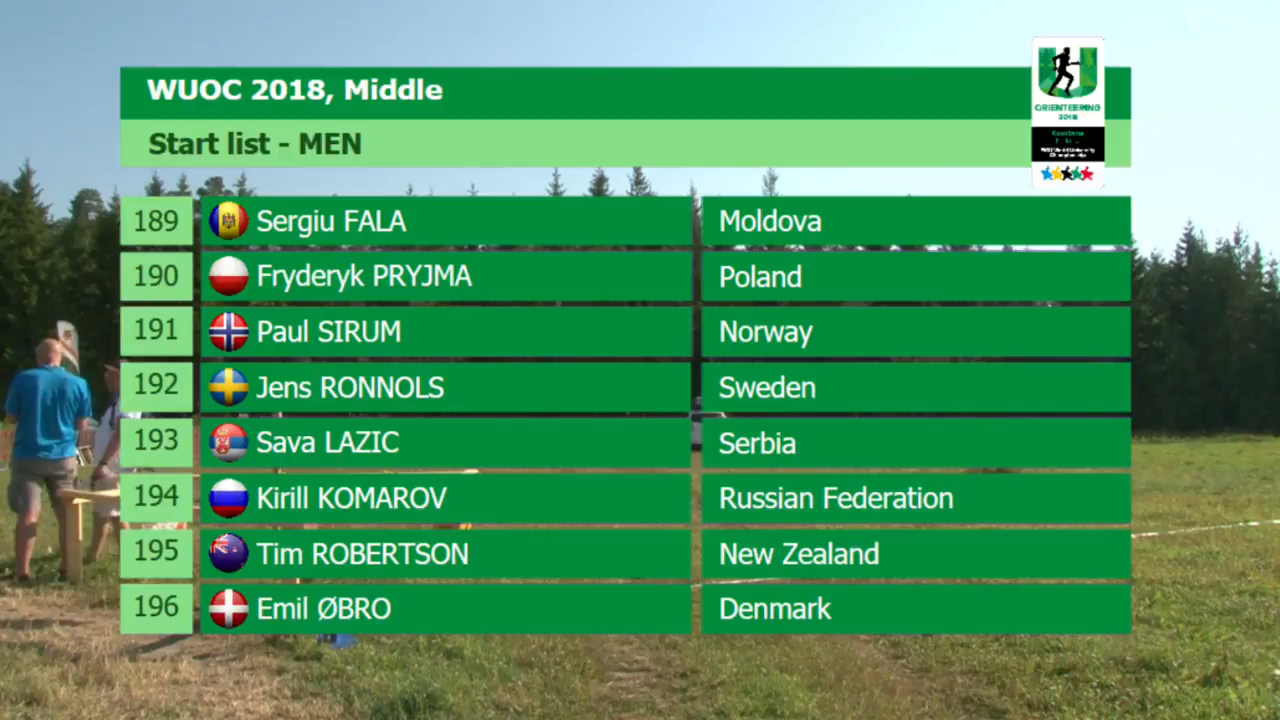 WUOC 2018, Middle
Start list - MEN
ORIENTEERING
2018
189 Sergiu FALA Moldova
190 Fryderyk PRYJMA Poland
191 Paul SIRUM Norway
192 Jens RONNOLS Sweden
193 Sava LAZIC Serbia
194 Kirill KOMAROV Russian Federation
195 Tim ROBERTSON New Zealand
196 Emil ØBRO Denmark